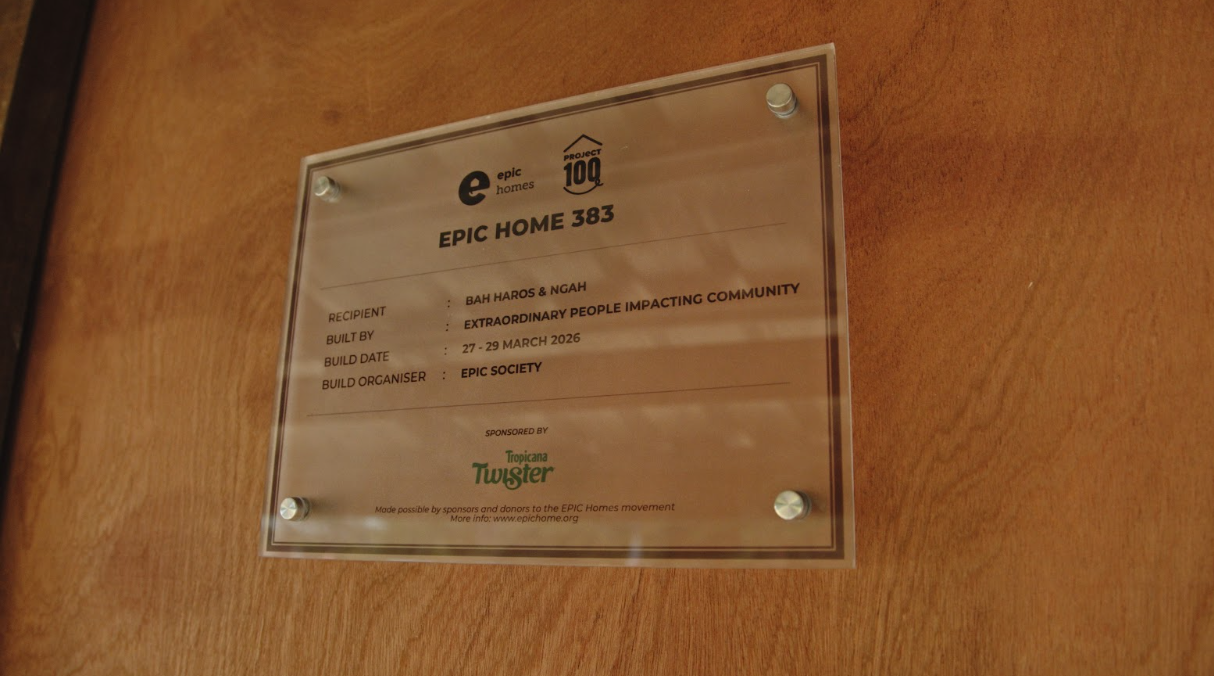 epic
homes
PROJECT
100
EPIC HOME 383
RECIPIENT : BAH HAROS & NGAH
BUILT BY : EXTRAORDINARY PEOPLE IMPACTING COMMUNITY
BUILD DATE : 27 - 29 MARCH 2026
BUILD ORGANISER : EPIC SOCIETY
SPONSORED BY
Tropicana
Twister
Made possible by sponsors and donors to the EPIC Homes movement
More info: www.epichome.org